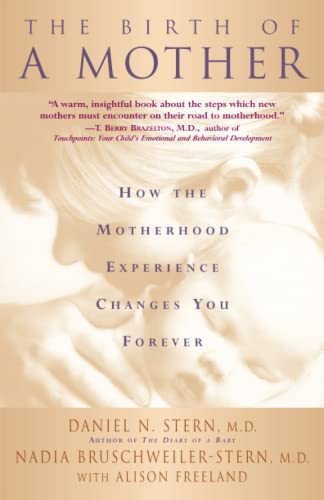 THE BIRTH OF
A MOTHER
“A warm, insightful book about the steps which new
mothers must encounter on their road to motherhood.”
—T. BERRY BRAZELTON, M.D., author of
Touchpoints: Your Child's Emotional and Behavioral Development
HOW THE
MOTHERHOOD
EXPERIENCE
CHANGES YOU
FOREVER
DANIEL N. STERN, M.D.
AUTHOR OF THE DIARY OF A BABY
NADIA BRUSCHWEILER-STERN, M.D.
WITH ALISON FREELAND